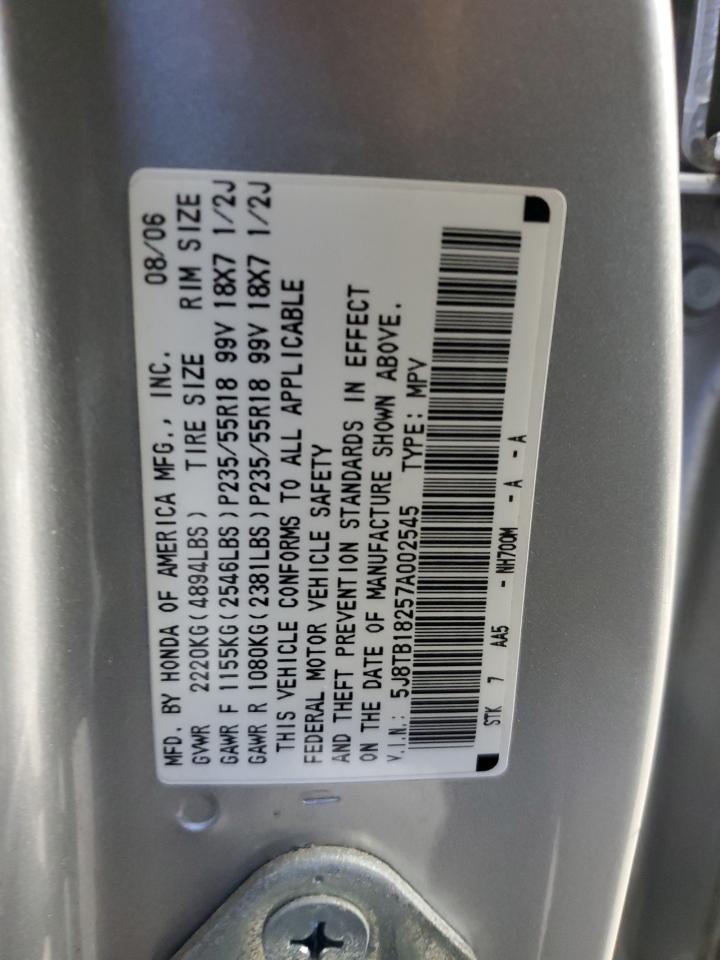 MFD. BY HONDA OF AMERICA MFG., INC. 08/06
GVWR 2220KG(4894LBS) TIRE SIZE RIM SIZE
GAWR F 1155KG(2546LBS)P235/55R18 99V 18X7 1/2J
GAWR R 1080KG(2381LBS)P235/55R18 99V 18X7 1/2J
THIS VEHICLE CONFORMS TO ALL APPLICABLE
FEDERAL MOTOR VEHICLE SAFETY
AND THEFT PREVENTION STANDARDS IN EFFECT
ON THE DATE OF MANUFACTURE SHOWN ABOVE.
V.I.N.: 5J8TB18257A002545 TYPE: MPV
STK 7 AA5 - NH700M - A - A